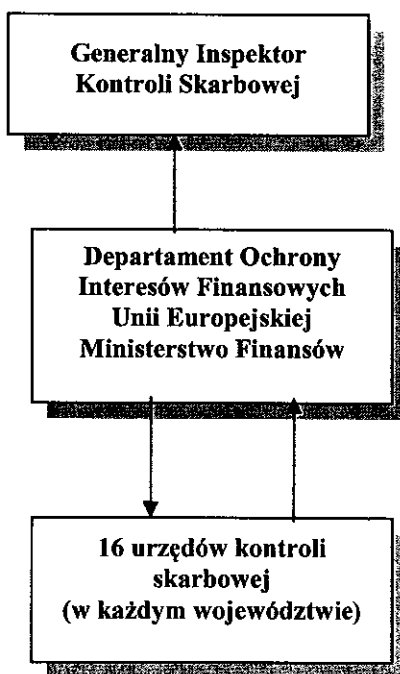 Generalny Inspektor
Kontroli Skarbowej
Departament Ochrony
Interesów Finansowych
Unii Europejskiej
Ministerstwo Finansów
16 urzędów kontroli
skarbowej
(w każdym województwie)